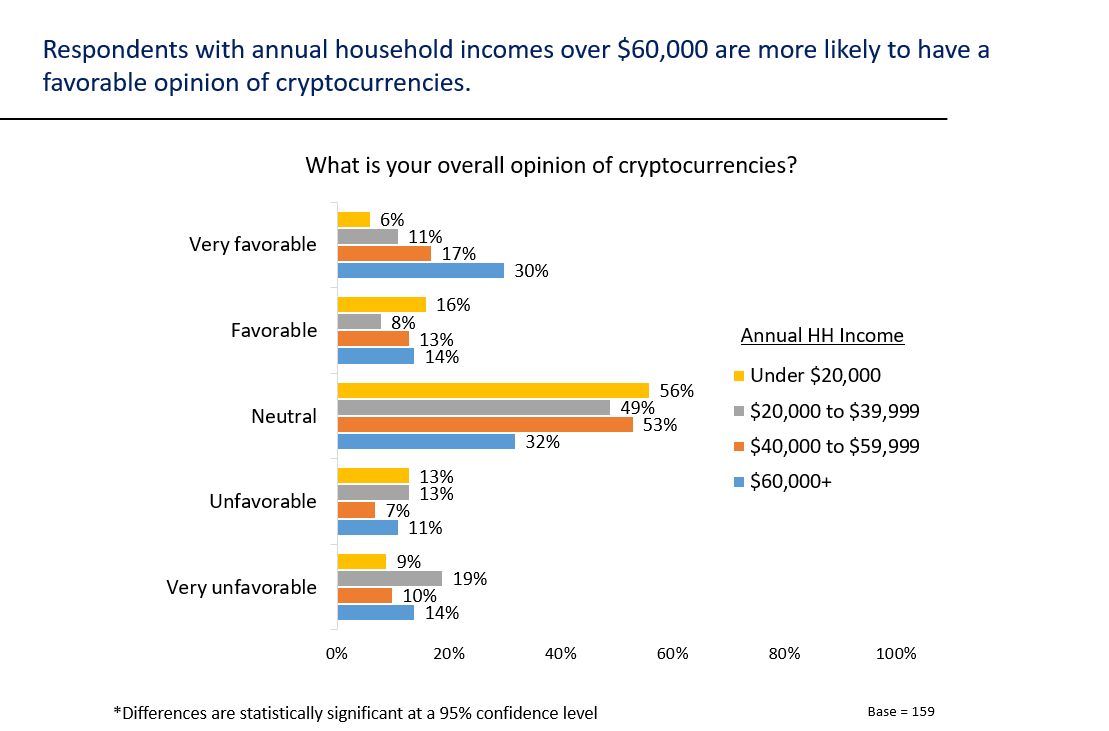 Respondents with annual household incomes over $60,000 are more likely to have a
favorable opinion of cryptocurrencies.
What is your overall opinion of cryptocurrencies?
Very favorable
6%
11%
17%
30%
Favorable
16%
8%
13%
14%
Neutral
56%
49%
53%
32%
Unfavorable
13%
13%
7%
11%
Very unfavorable
9%
19%
10%
14%
0% 20% 40% 60% 80% 100%
Annual HH Income
Under $20,000
$20,000 to $39,999
$40,000 to $59,999
$60,000+
*Differences are statistically significant at a 95% confidence level
Base = 159